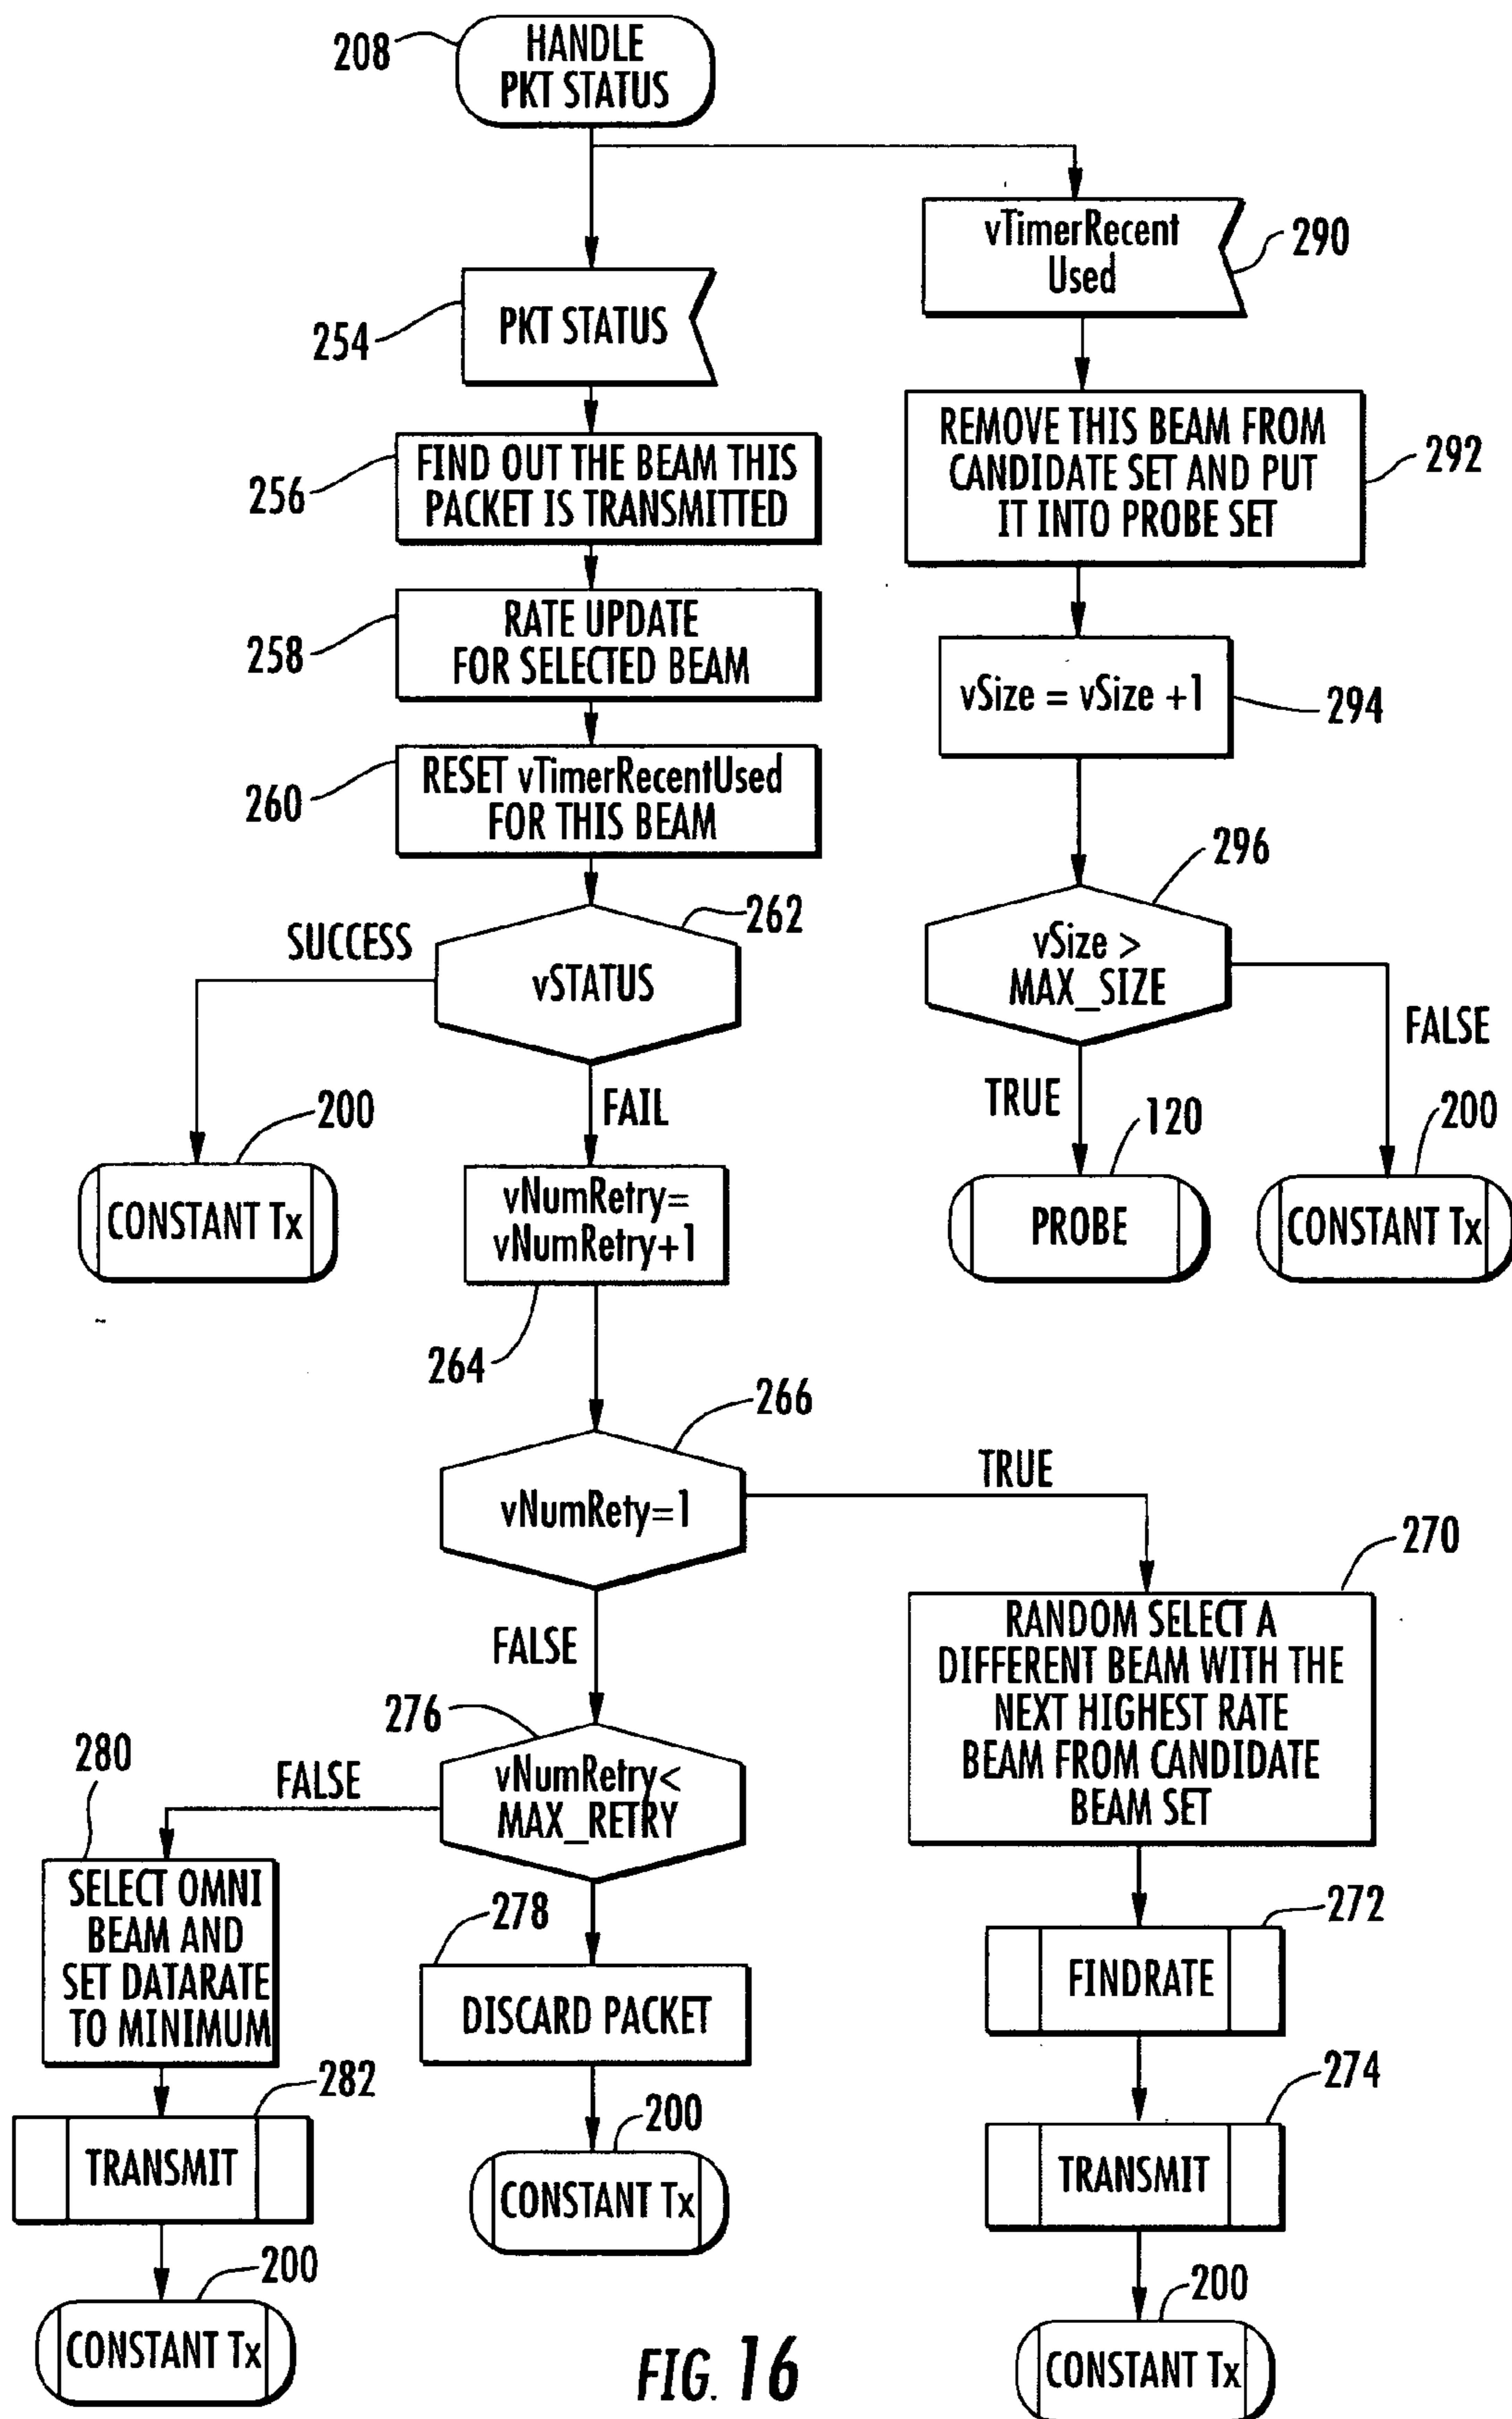 208
HANDLE
PKT STATUS
vTimerRecent
Used
290
254
PKT STATUS
REMOVE THIS BEAM FROM
CANDIDATE SET AND PUT
IT INTO PROBE SET
292
256
FIND OUT THE BEAM THIS
PACKET IS TRANSMITTED
258
RATE UPDATE
FOR SELECTED BEAM
vSize = vSize +1
294
260
RESET vTimerRecentUsed
FOR THIS BEAM
296
vSize >
MAX_SIZE
262
SUCCESS
vSTATUS
FALSE
TRUE
FAIL
200
120
200
CONSTANT Tx
vNumRetry=
vNumRetry+1
PROBE
CONSTANT Tx
264
266
vNumRety=1
TRUE
270
FALSE
RANDOM SELECT A
DIFFERENT BEAM WITH THE
NEXT HIGHEST RATE
BEAM FROM CANDIDATE
BEAM SET
276
vNumRetry<
MAX_RETRY
280
FALSE
SELECT OMNI
BEAM AND
SET DATARATE
TO MINIMUM
278
DISCARD PACKET
272
FINDRATE
282
TRANSMIT
200
CONSTANT Tx
274
TRANSMIT
200
CONSTANT Tx
200
CONSTANT Tx
FIG. 16